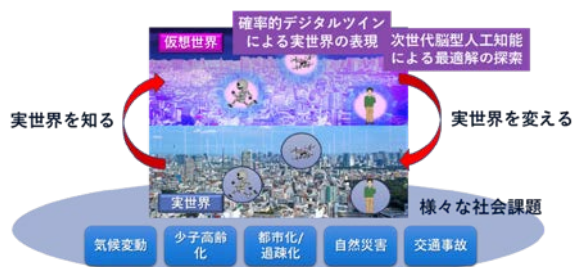 仮想世界
確率的デジタルツイン
による実世界の表現
次世代脳型人工知能
による最適解の探索
実世界を知る
実世界を変える
実世界
様々な社会課題
気候変動
少子高齢
化
都市化/
過疎化
自然災害
交通事故